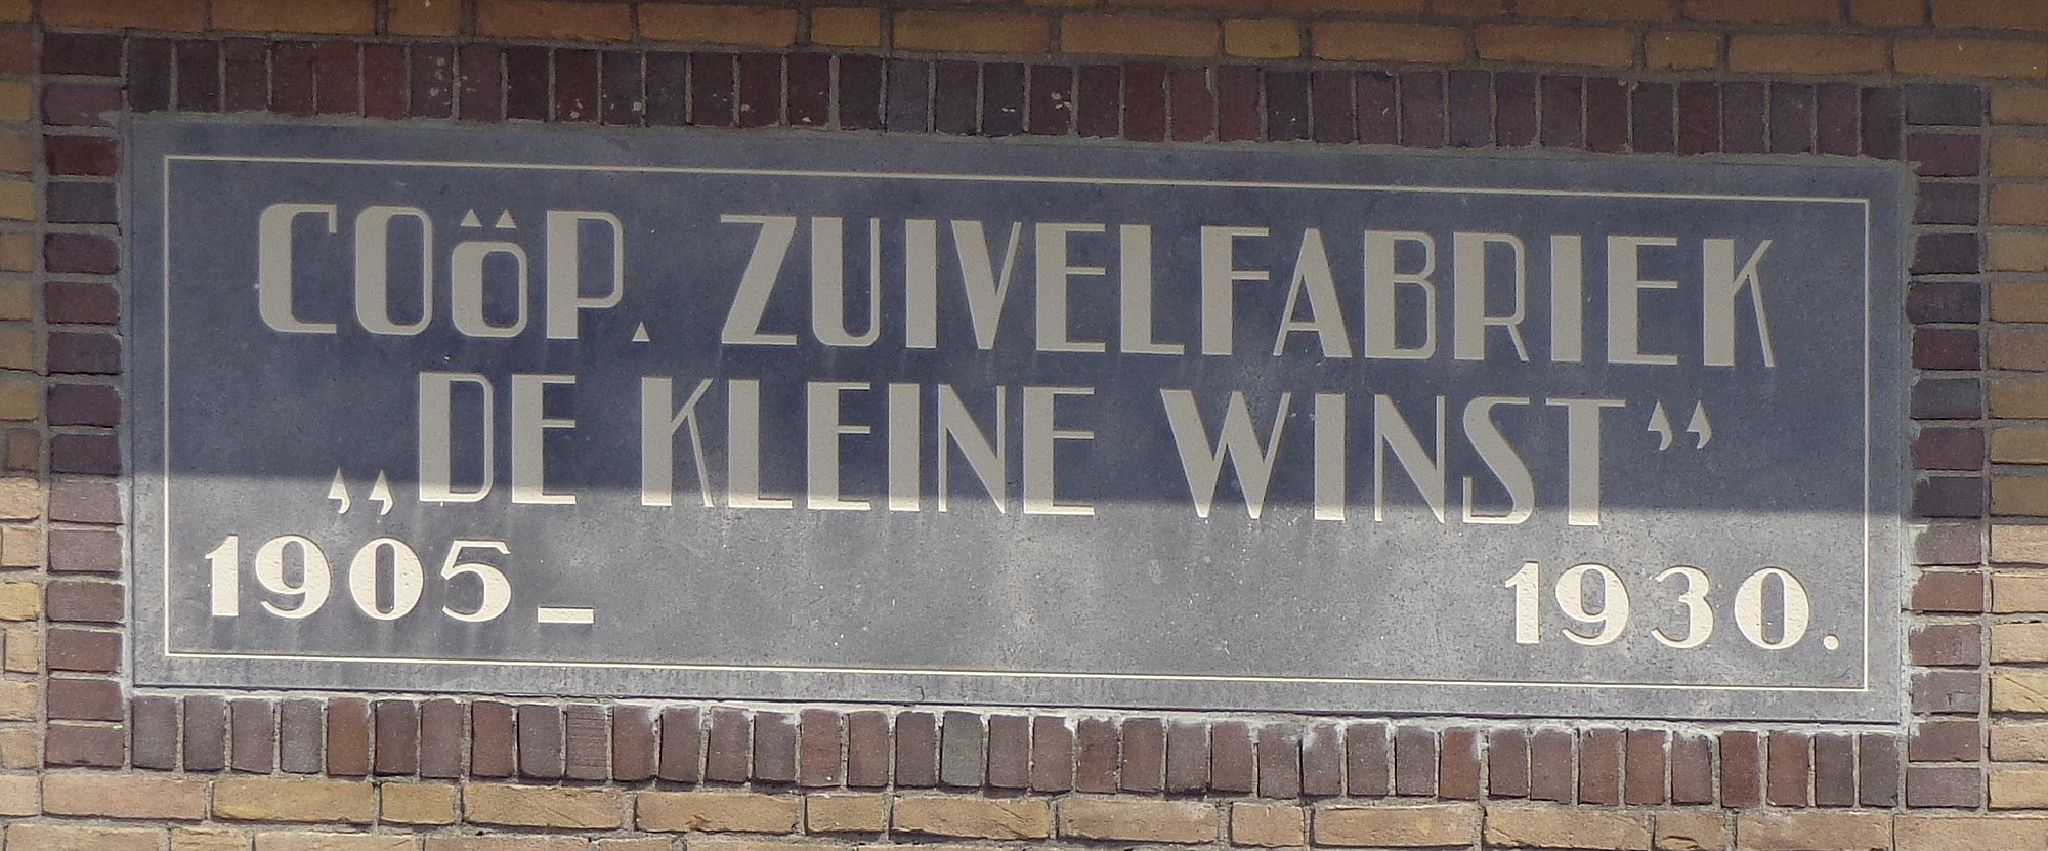 COÖP. ZUIVELFABRIEK
„DE KLEINE WINST”
1905_ 1930.